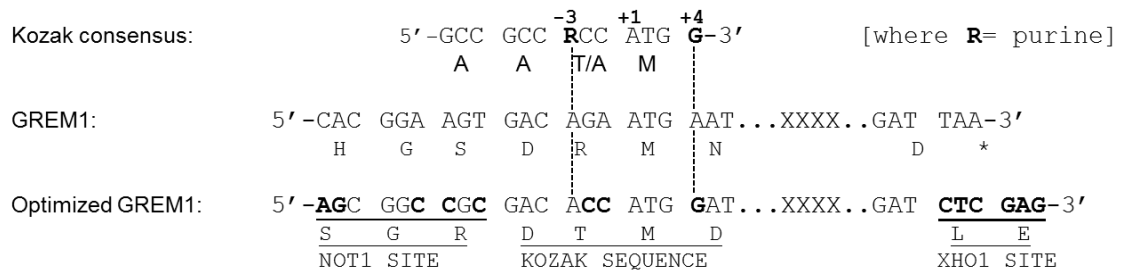 −3 +1 +4
Kozak consensus: 5’-GCC GCC RCC ATG G-3’ [where R= purine]
A A T/A M
GREM1: 5’-CAC GGA AGT GAC AGA ATG AAT...XXXX..GAT TAA-3’
H G S D R M N D *
Optimized GREM1: 5’-AGC GGC CGC GAC ACC ATG GAT...XXXX..GAT CTC GAG-3’
S G R D T M D L E
NOT1 SITE KOZAK SEQUENCE XHO1 SITE